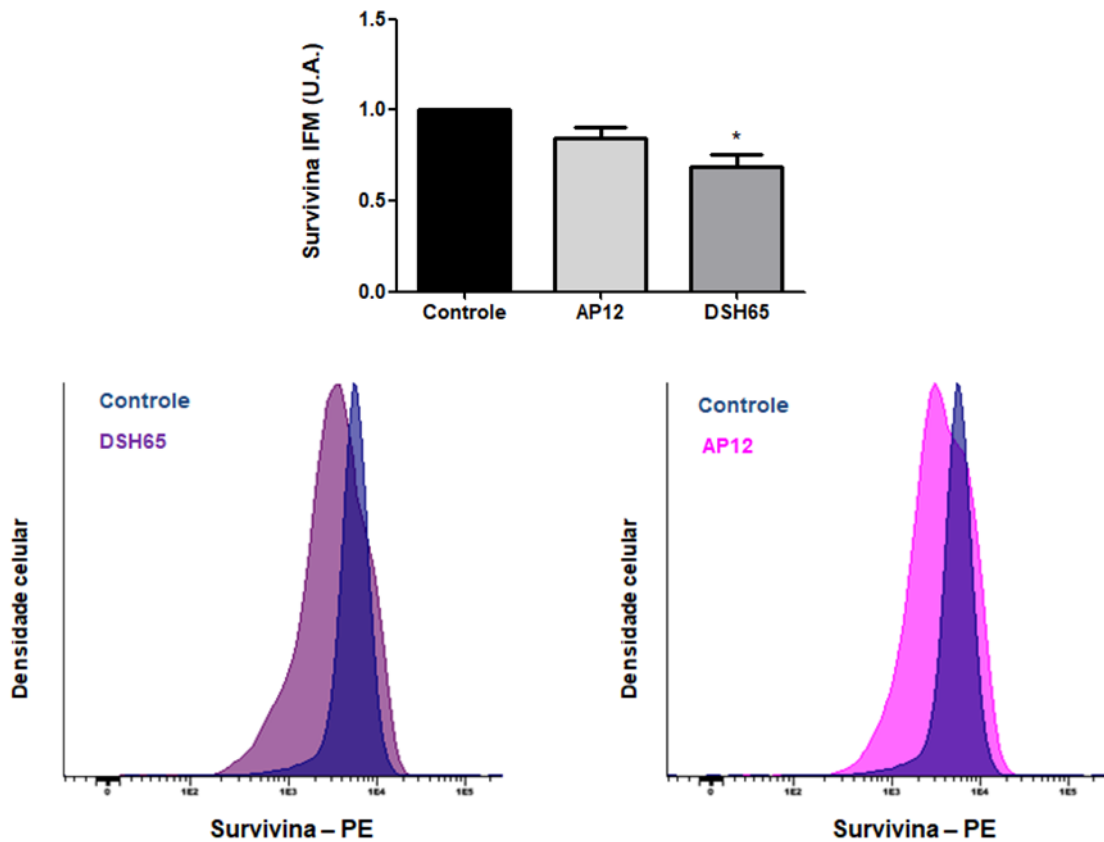 Survivina IFM (U.A.)
1.5
1.0
0.5
0.0
*
Controle AP12 DSH65
Controle
DSH65
Densidade celular
0 1E2 1E3 1E4 1E5
Survivina – PE
Controle
AP12
Densidade celular
0 1E2 1E3 1E4 1E5
Survivina – PE